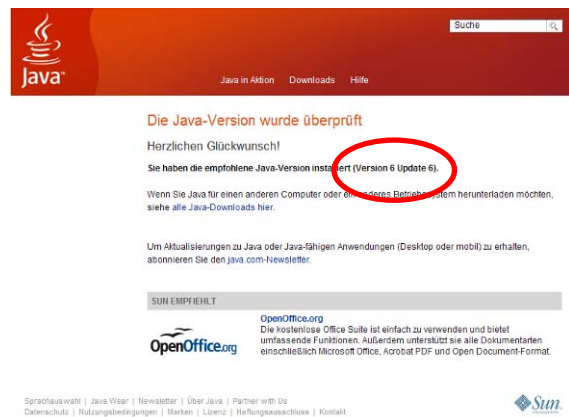 Suche
Java
Java in Aktion Downloads Hilfe
Die Java-Version wurde überprüft
Herzlichen Glückwunsch!
Sie haben die empfohlene Java-Version installiert (Version 6 Update 6).
Wenn Sie Java für einen anderen Computer oder ein anderes Betriebssystem herunterladen möchten,
siehe alle Java-Downloads hier.
Um Aktualisierungen zu Java oder Java-fähigen Anwendungen (Desktop oder mobil) zu erhalten,
abonnieren Sie den java.com-Newsletter.
SUN EMPFIEHLT
OpenOffice.org
OpenOffice.org
Die kostenlose Office Suite ist einfach zu verwenden und bietet
umfassende Funktionen. Außerdem unterstützt sie alle Dokumentarten
einschließlich Microsoft Office, Acrobat PDF und Open Document-Format.
Sprachauswahl | Java Wear | Newsletter | Über Java | Partner with Us
Datenschutz | Nutzungsbedingungen | Marken | Lizenz | Haftungsausschluss | Kontakt
Sun